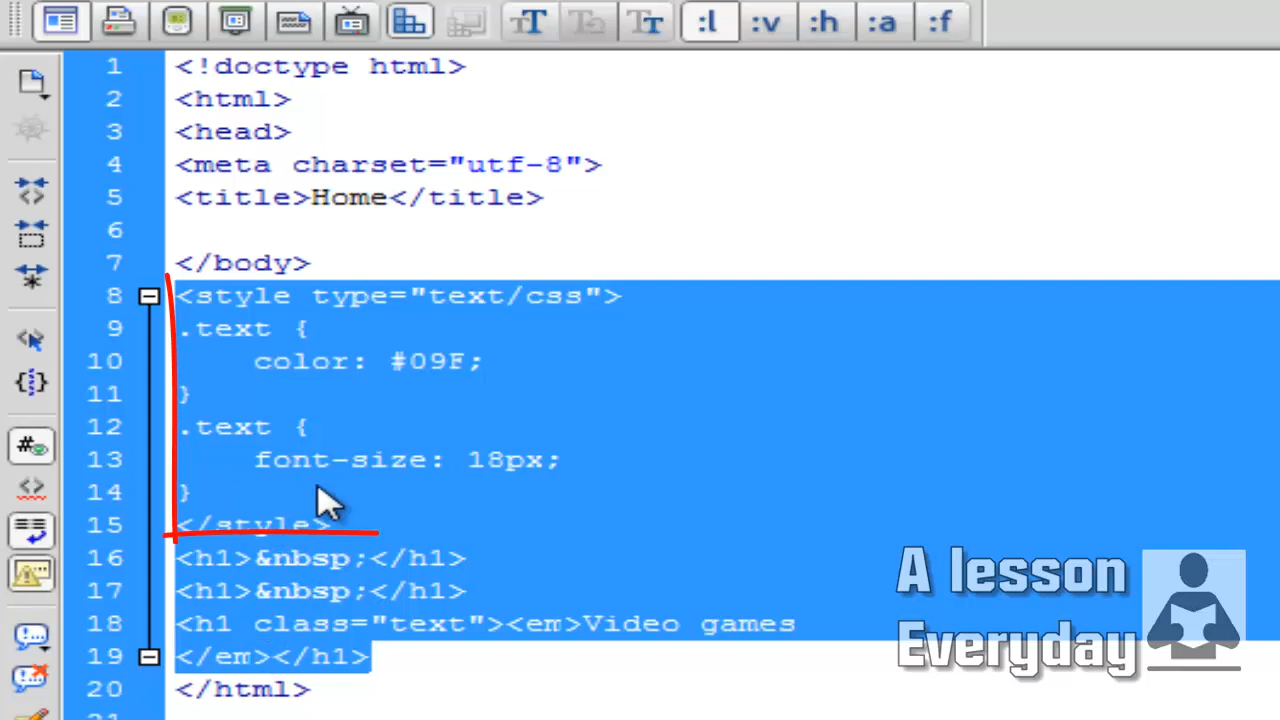 :l :v :h :a :f
1 <!doctype html>
2 <html>
3 <head>
4 <meta charset="utf-8">
5 <title>Home</title>
6
7 </body>
8 <style type="text/css">
9 .text {
10 color: #09F;
11 }
12 .text {
13 font-size: 18px;
14 }
15 </style>
16 <h1>&nbsp;</h1>
17 <h1>&nbsp;</h1>
18 <h1 class="text"><em>Video games
19 </em></h1>
20 </html>
A lesson
Everyday